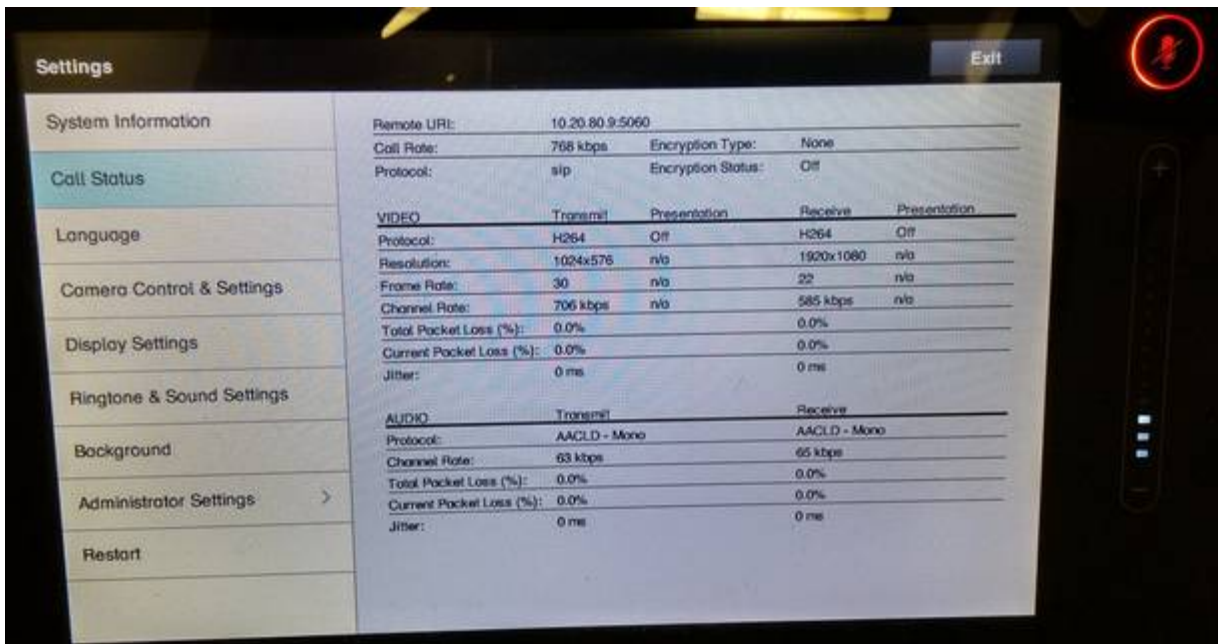 Settings
Exit
System Information
Call Status
Language
Camera Control & Settings
Display Settings
Ringtone & Sound Settings
Background
Administrator Settings >
Restart
Remote URI: 10.20.80.9:5060
Call Rate: 768 kbps Encryption Type: None
Protocol: sip Encryption Status: Off
VIDEO Transmit Presentation Receive Presentation
Protocol: H264 Off H264 Off
Resolution: 1024x576 n/a 1920x1080 n/a
Frame Rate: 30 n/a 22 n/a
Channel Rate: 706 kbps n/a 585 kbps n/a
Total Packet Loss (%): 0.0% 0.0%
Current Packet Loss (%): 0.0% 0.0%
Jitter: 0 ms 0 ms
AUDIO Transmit Receive
Protocol: AACLD - Mono AACLD - Mono
Channel Rate: 63 kbps 65 kbps
Total Packet Loss (%): 0.0% 0.0%
Current Packet Loss (%): 0.0% 0.0%
Jitter: 0 ms 0 ms